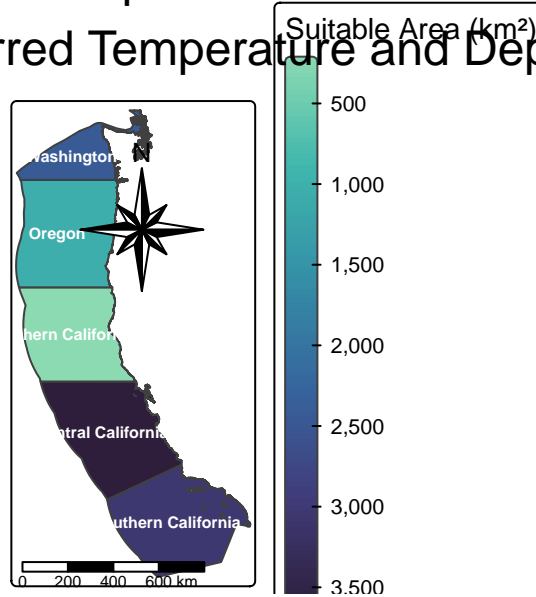 Suitable Area (km²)
rred Temperature and Dep
500
1,000
1,500
2,000
2,500
3,000
3,500
N
Washington
Oregon
hern Californ
ntral California
uthern California
0 200 400 600 km